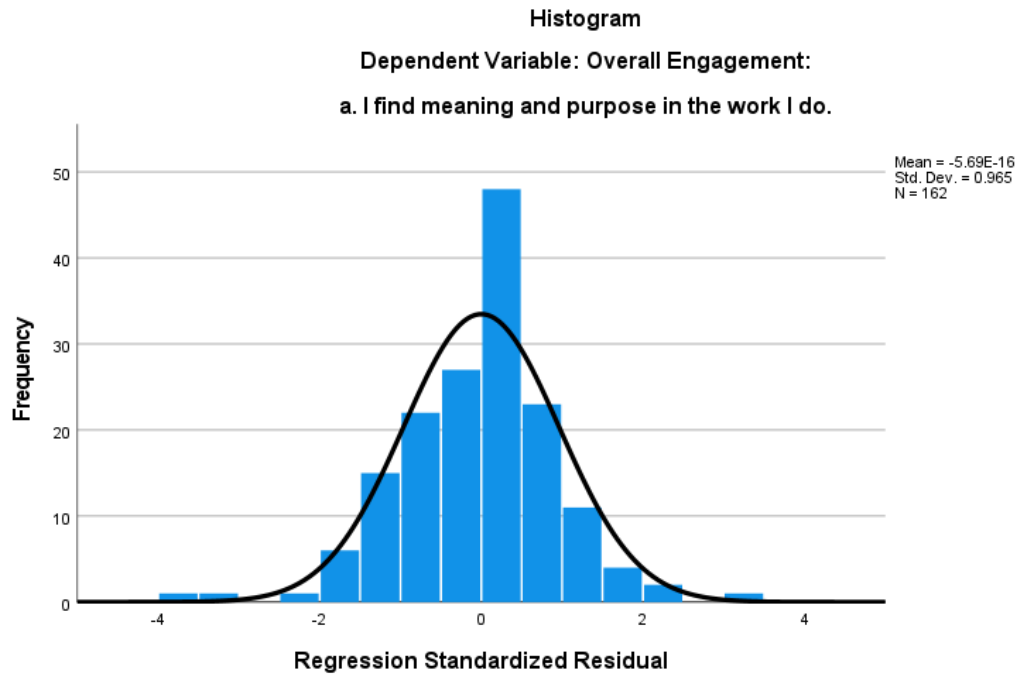 Histogram
Dependent Variable: Overall Engagement:
a. I find meaning and purpose in the work I do.
Mean = -5.69E-16
Std. Dev. = 0.965
N = 162
Frequency
50
40
30
20
10
0
-4
-2
0
2
4
Regression Standardized Residual